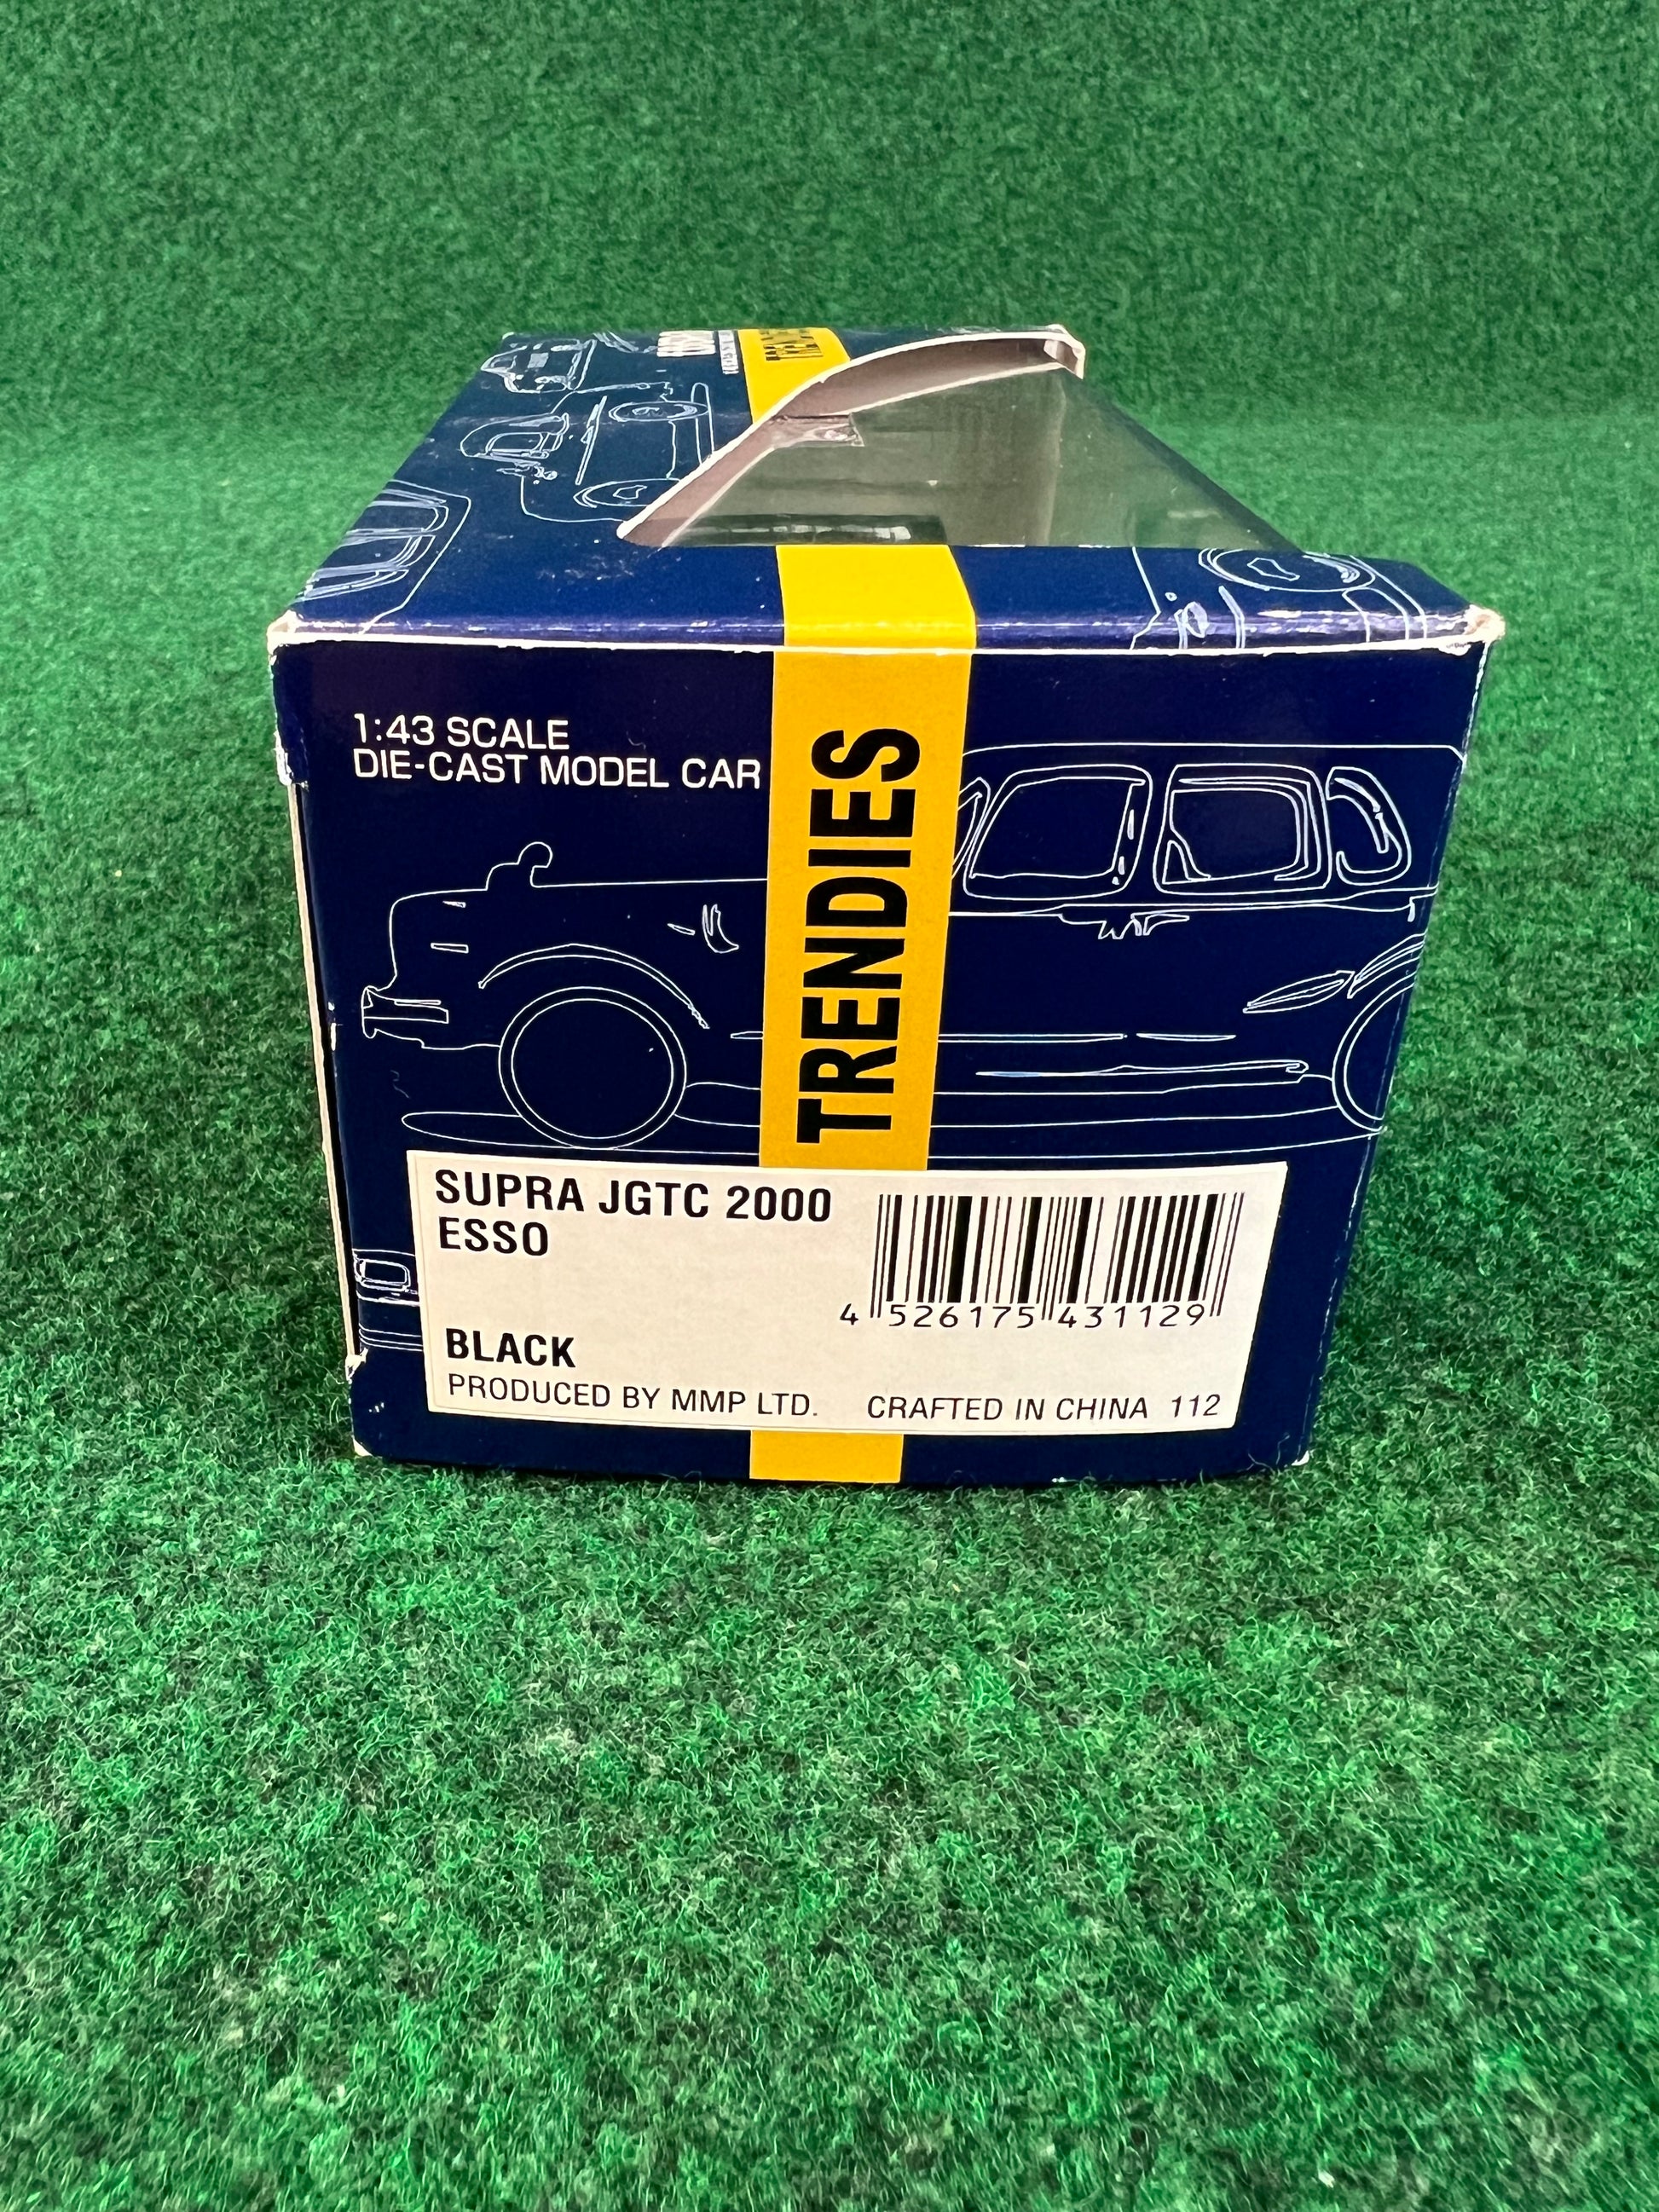 1:43 SCALE
DIE-CAST MODEL CAR
TRENDIES
SUPRA JGTC 2000
ESSO
4 526175 431129
BLACK
PRODUCED BY MMP LTD. CRAFTED IN CHINA 112